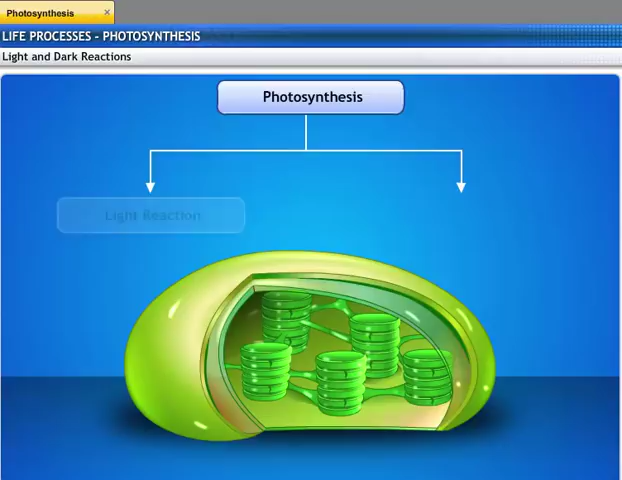 Photosynthesis
LIFE PROCESSES - PHOTOSYNTHESIS
Light and Dark Reactions
Photosynthesis
Light Reaction